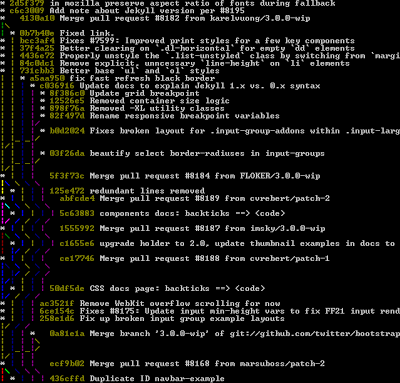 * 2d5f379 in mozilla preserve aspect ratio of fonts during fallback
* c6c3009 Add note about Jekyll version per #8195
* 4130a10 Merge pull request #8182 from karelvuong/3.0.0-wip
* 0b7b40e Fixed link.
* bcc3af4 Fixes #7599: Improved print styles for a few key components
* 37f4a25 Better clearing on `.dl-horizontal` for empty `dd` elements
* 4436e72 Properly unstyle the `.list-unstyled` class by switching from `margi
* 84c0dc1 Remove explicit, unncessary `line-height` on `li` elements
* 731cbb3 Better base `ul` and `ol` styles
* a5aa950 fix fast refresh black border
* c036916 Update docs to explain Jekyll 1.x vs. 0.x syntax
* 8f386c0 Update grid breakpoint
* 12526e5 Removed container size logic
* 898f76a Removed -XL utility classes
* 82f497d Rename responsive breakpoint variables
* b0d2024 Fixes broken layout for .input-group-addons within .input-larg
* 03f26da beautify select border-radiuses in input-groups
* 5f3f73c Merge pull request #8184 from FLOKER/3.0.0-wip
* 125e472 redundant lines removed
* abfcde4 Merge pull request #8189 from cvrebert/patch-2
* 5c63883 components docs: backticks --> <code>
* 1555992 Merge pull request #8187 from imsky/3.0.0-wip
* c1655e6 upgrade holder to 2.0, update thumbnail examples in docs to
* ce17746 Merge pull request #8188 from cvrebert/patch-1
* 50df5de CSS docs page: backticks --> <code>
* ac3521f Remove WebKit overflow scrolling for now
* 6ce154c Fixes #8175: Update input min-height vars to fix FF21 input rend
* 258e1d6 Fix up broken input group example layouts
* 0a81e1a Merge branch '3.0.0-wip' of git://github.com/twitter/bootstrap
* ecf9b02 Merge pull request #8168 from marsuboss/patch-2
* 436effd Duplicate ID navbar-example